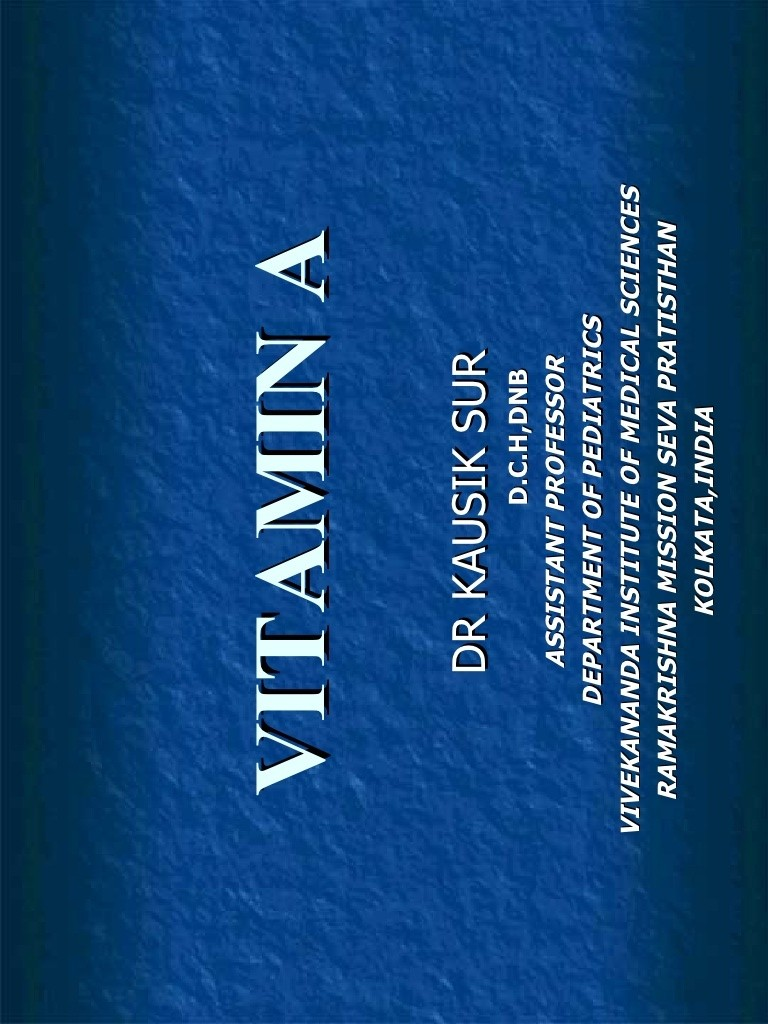 VITAMIN A
DR KAUSIK SUR
D.C.H,DNB
ASSISTANT PROFESSOR
DEPARTMENT OF PEDIATRICS
VIVEKANANDA INSTITUTE OF MEDICAL SCIENCES
RAMAKRISHNA MISSION SEVA PRATISTHAN
KOLKATA,INDIA